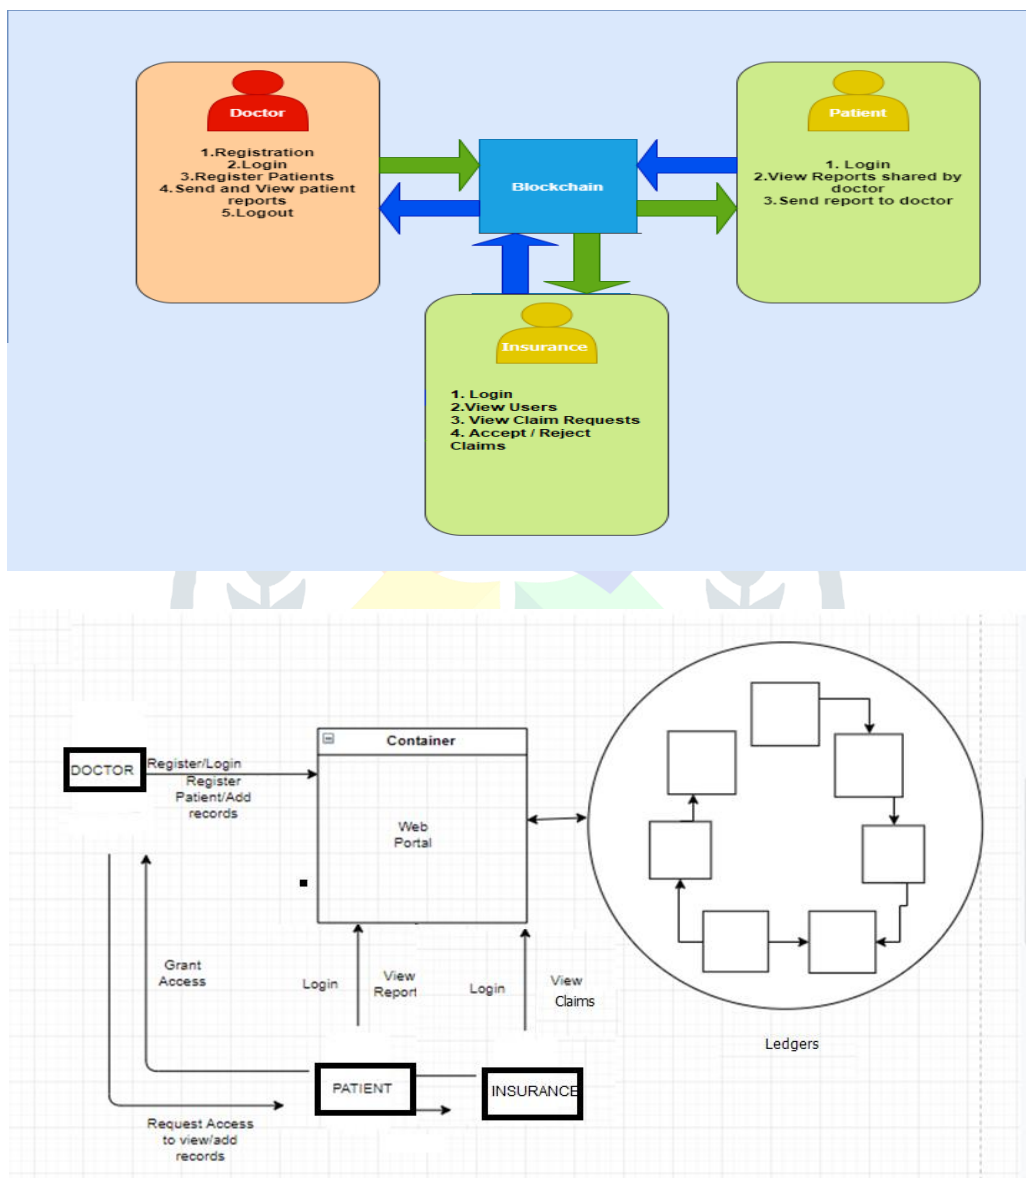 Doctor
1.Registration
2.Login
3.Register Patients
4.Send and View patient
reports
5.Logout
Blockchain
Patient
1. Login
2.View Reports shared by
doctor
3.Send report to doctor
Insurance
1. Login
2.View Users
3. View Claim Requests
4. Accept / Reject
Claims
DOCTOR
Register/Login
Register
Patient/Add
records
Container
Web
Portal
Grant
Access
Login
View
Report
Login
View
Claims
Ledgers
PATIENT
INSURANCE
Request Access
to view/add
records